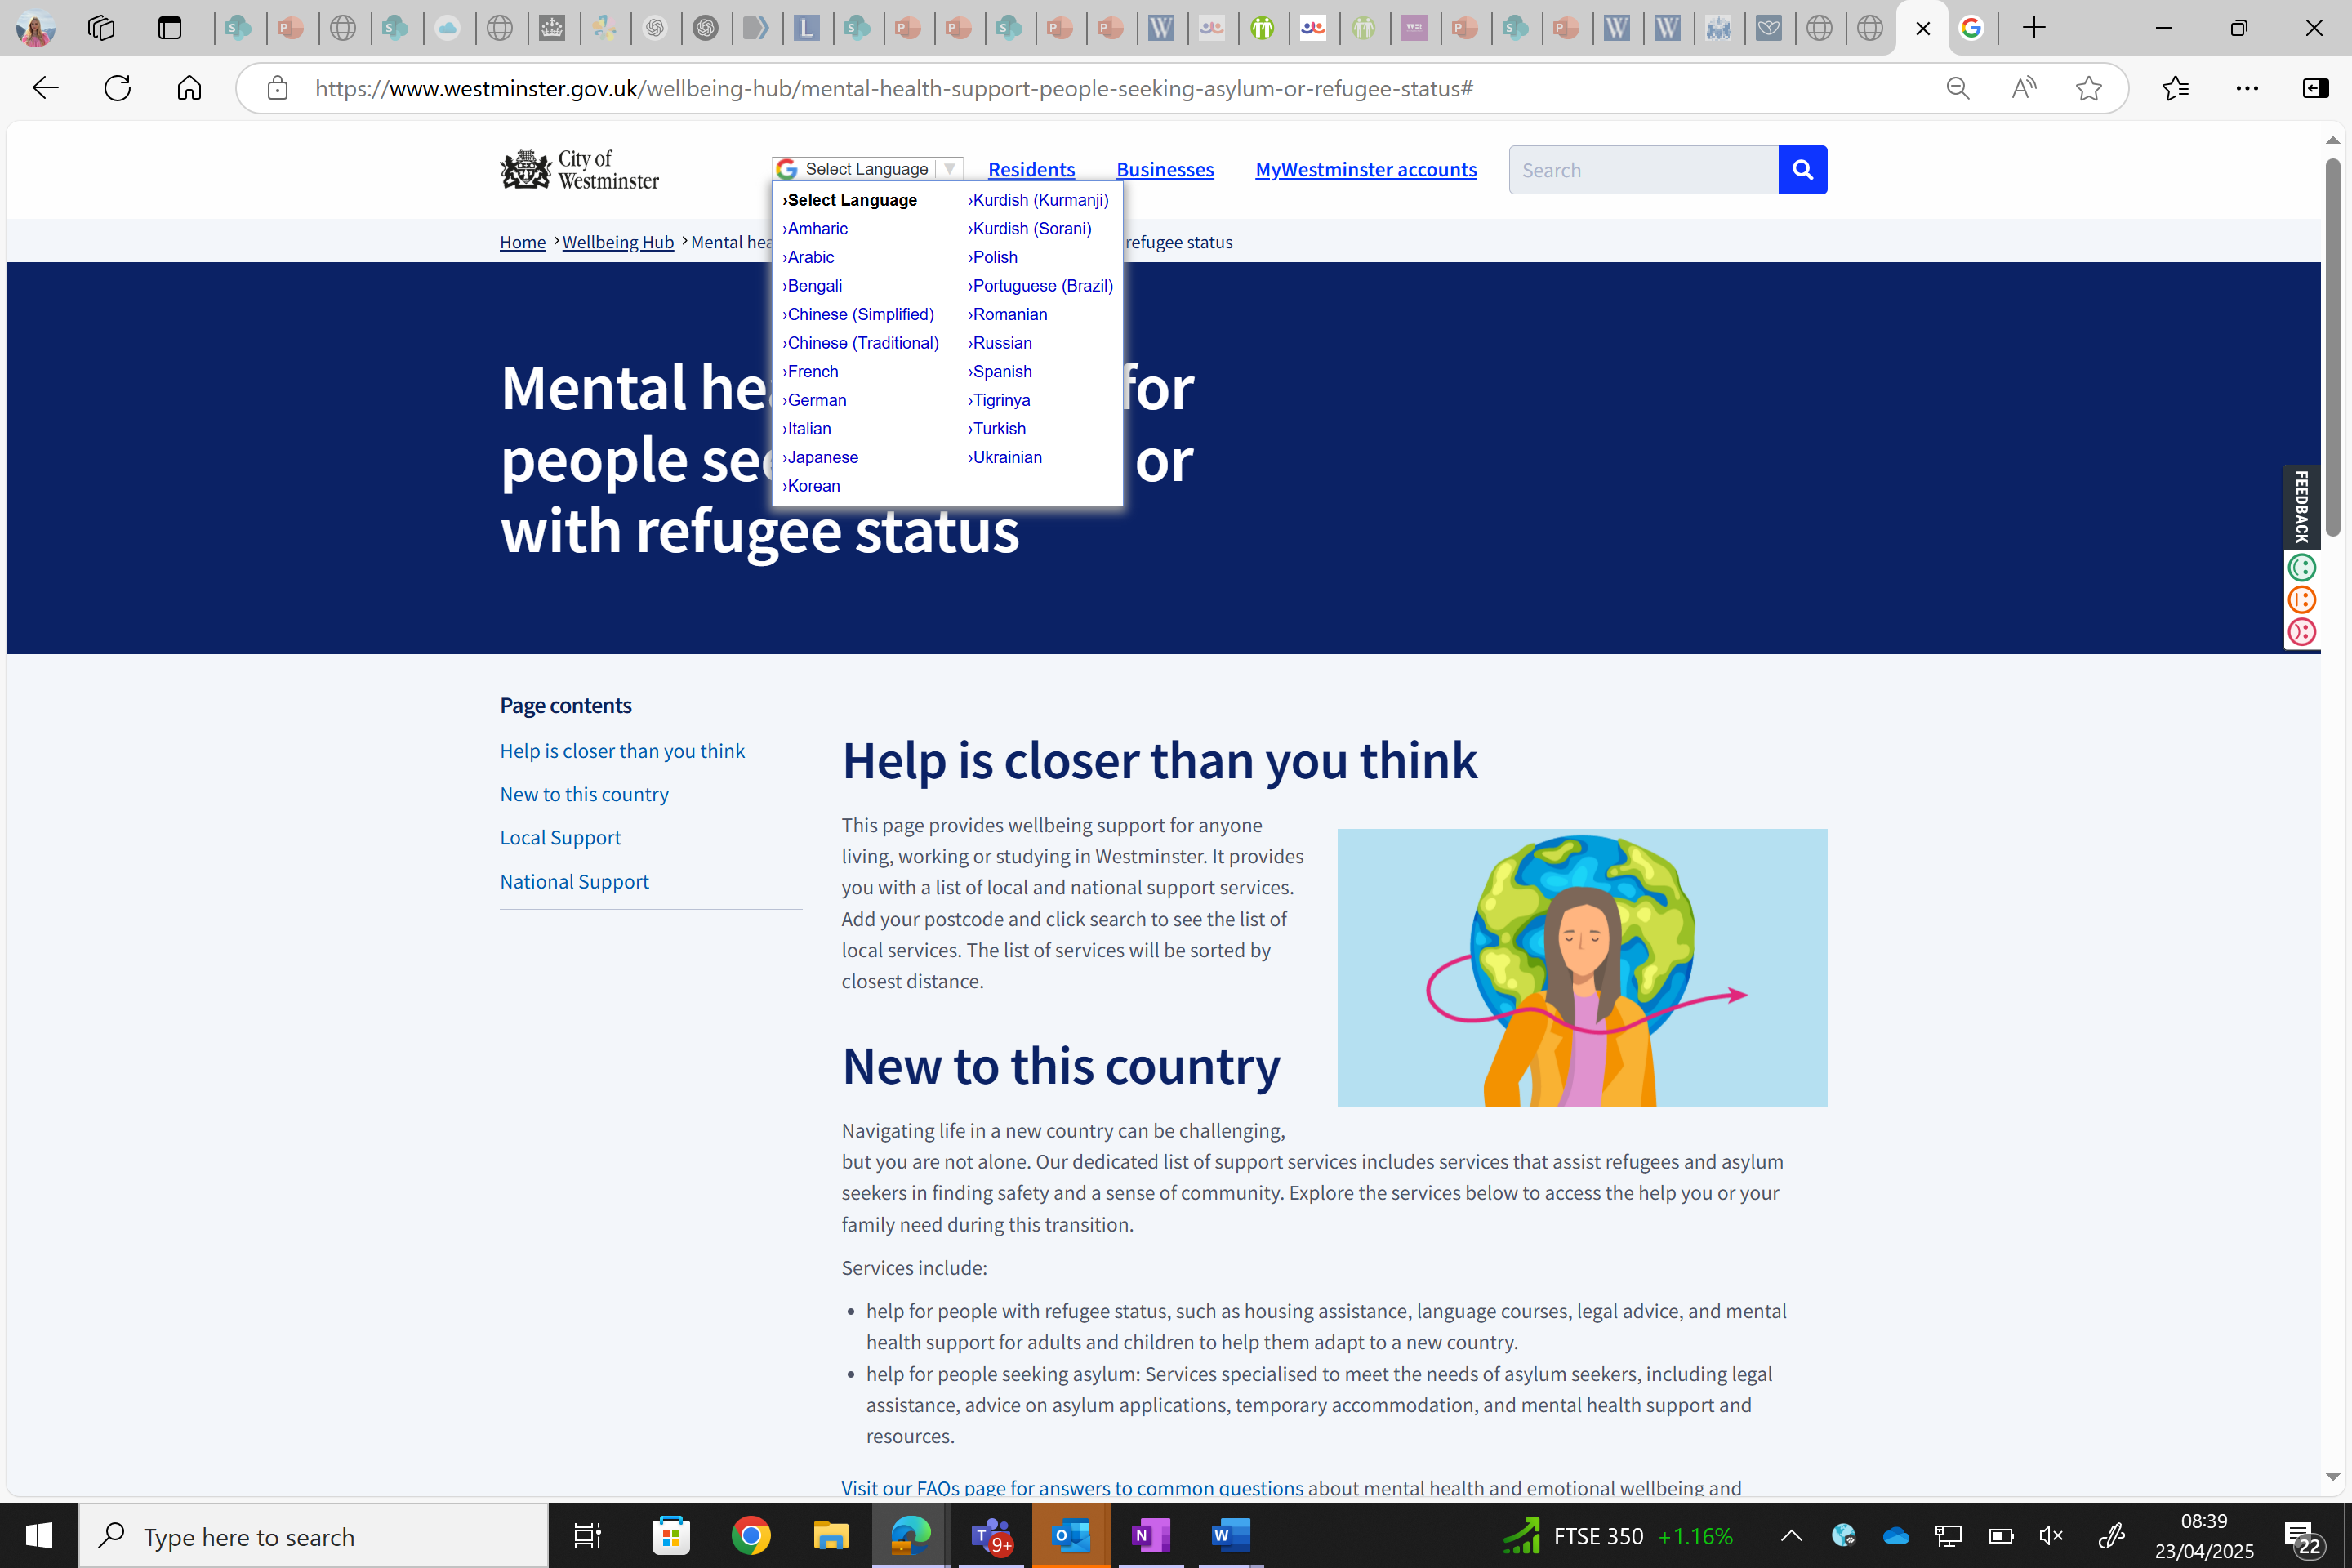 https://www.westminster.gov.uk/wellbeing-hub/mental-health-support-people-seeking-asylum-or-refugee-status#
City of
Westminster
Select Language
Residents
Businesses
MyWestminster accounts
Search
›Select Language
›Amharic
›Arabic
›Bengali
›Chinese (Simplified)
›Chinese (Traditional)
›French
›German
›Italian
›Japanese
›Korean
›Kurdish (Kurmanji)
›Kurdish (Sorani)
›Polish
›Portuguese (Brazil)
›Romanian
›Russian
›Spanish
›Tigrinya
›Turkish
›Ukrainian
Home › Wellbeing Hub › Mental hea refugee status
Mental hea for
people see or
with refugee status
FEEDBACK
Page contents
Help is closer than you think
New to this country
Local Support
National Support
Help is closer than you think
This page provides wellbeing support for anyone
living, working or studying in Westminster. It provides
you with a list of local and national support services.
Add your postcode and click search to see the list of
local services. The list of services will be sorted by
closest distance.
New to this country
Navigating life in a new country can be challenging,
but you are not alone. Our dedicated list of support services includes services that assist refugees and asylum
seekers in finding safety and a sense of community. Explore the services below to access the help you or your
family need during this transition.
Services include:
• help for people with refugee status, such as housing assistance, language courses, legal advice, and mental
health support for adults and children to help them adapt to a new country.
• help for people seeking asylum: Services specialised to meet the needs of asylum seekers, including legal
assistance, advice on asylum applications, temporary accommodation, and mental health support and
resources.
Visit our FAQs page for answers to common questions about mental health and emotional wellbeing and
Type here to search
9+
FTSE 350 +1.16%
08:39
23/04/2025
22